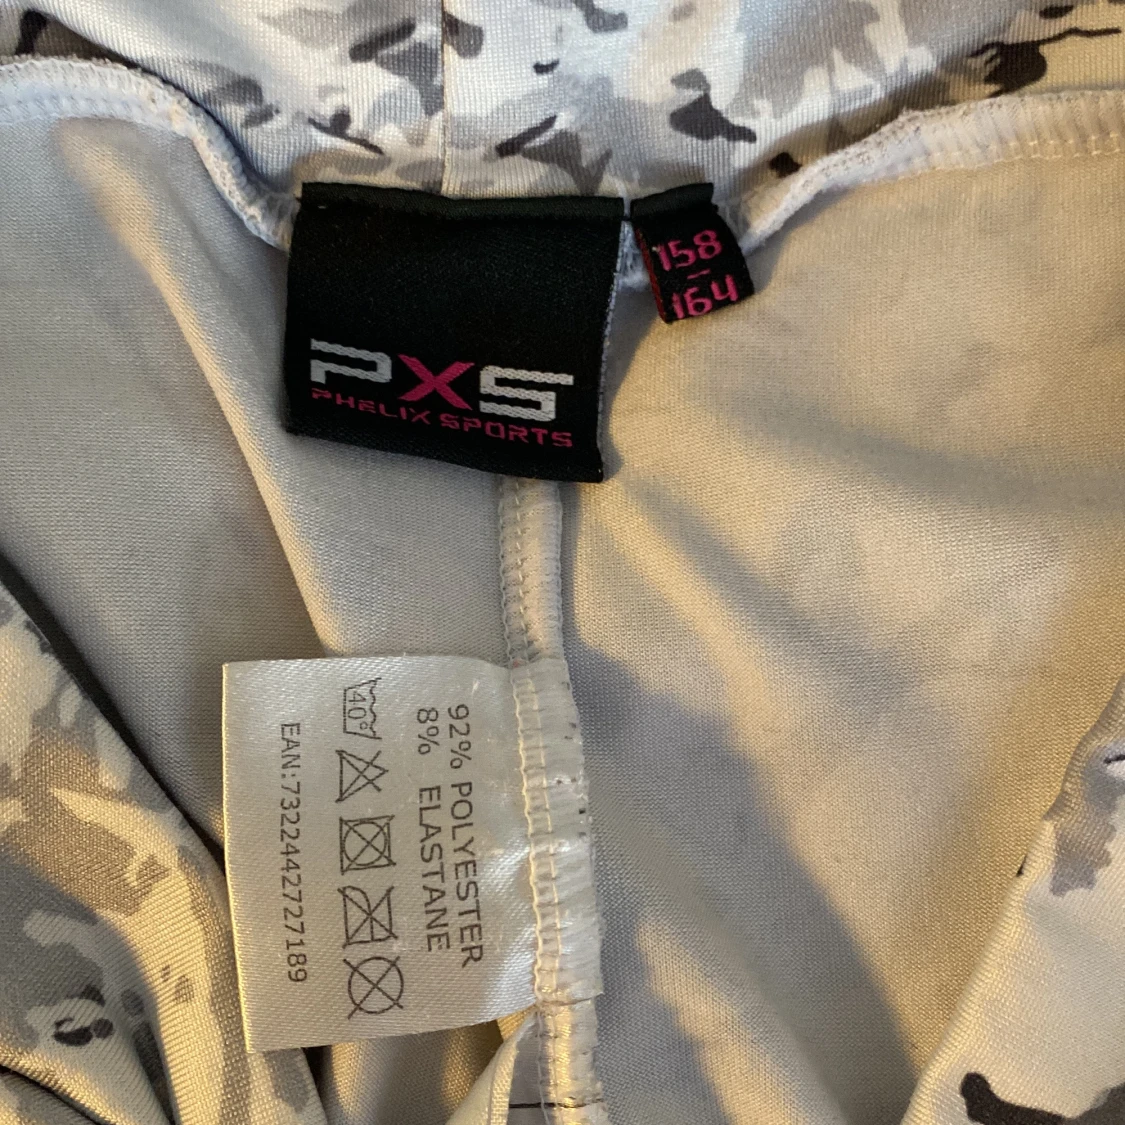 PXS
PHELIX SPORTS
158
–
164
92% POLYESTER
8% ELASTANE
40°
EAN:7322442727189